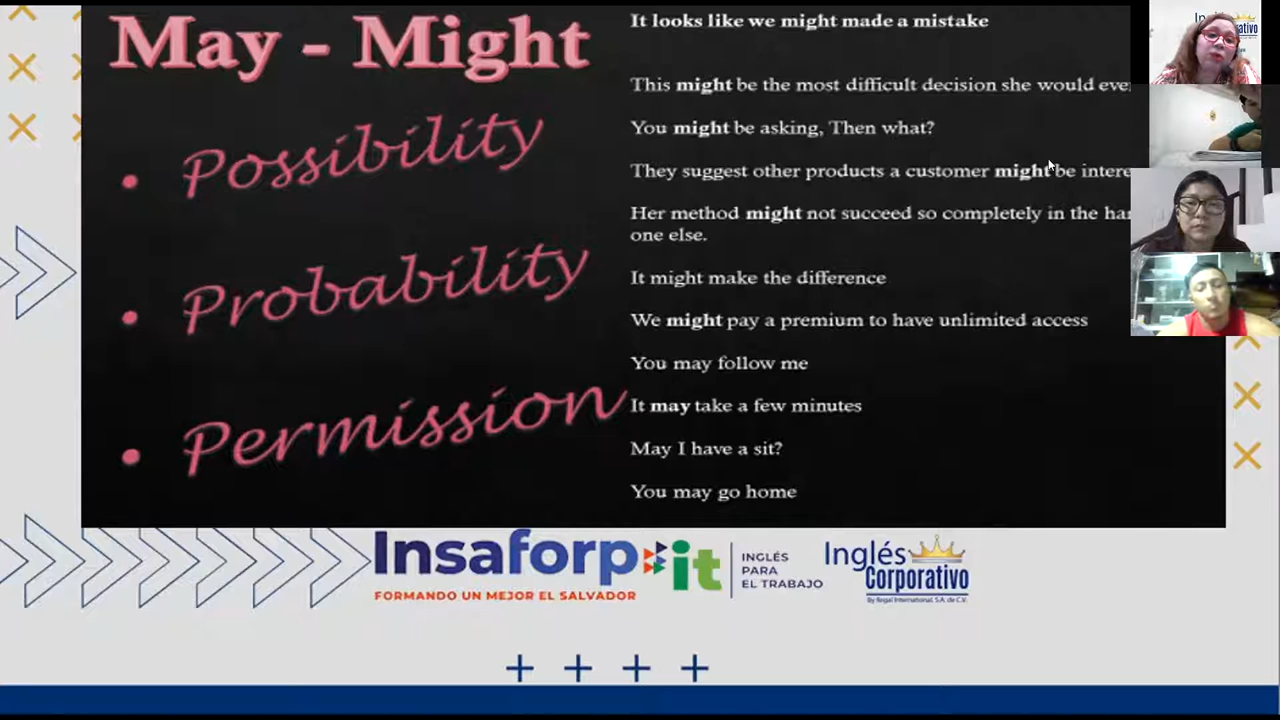 May - Might
• Possibility
• Probability
• Permission
It looks like we might made a mistake
This might be the most difficult decision she would ever
You might be asking, Then what?
They suggest other products a customer might be
Her method might not succeed so completely in the
one else.
It might make the difference
We might pay a premium to have unlimited access
You may follow me
It may take a few minutes
May I have a sit?
You may go home
Insaforp
FORMANDO UN MEJOR EL SALVADOR
it
INGLÉS
PARA
EL TRABAJO
Inglés
Corporativo
By Regal International, S.A. de C.V.